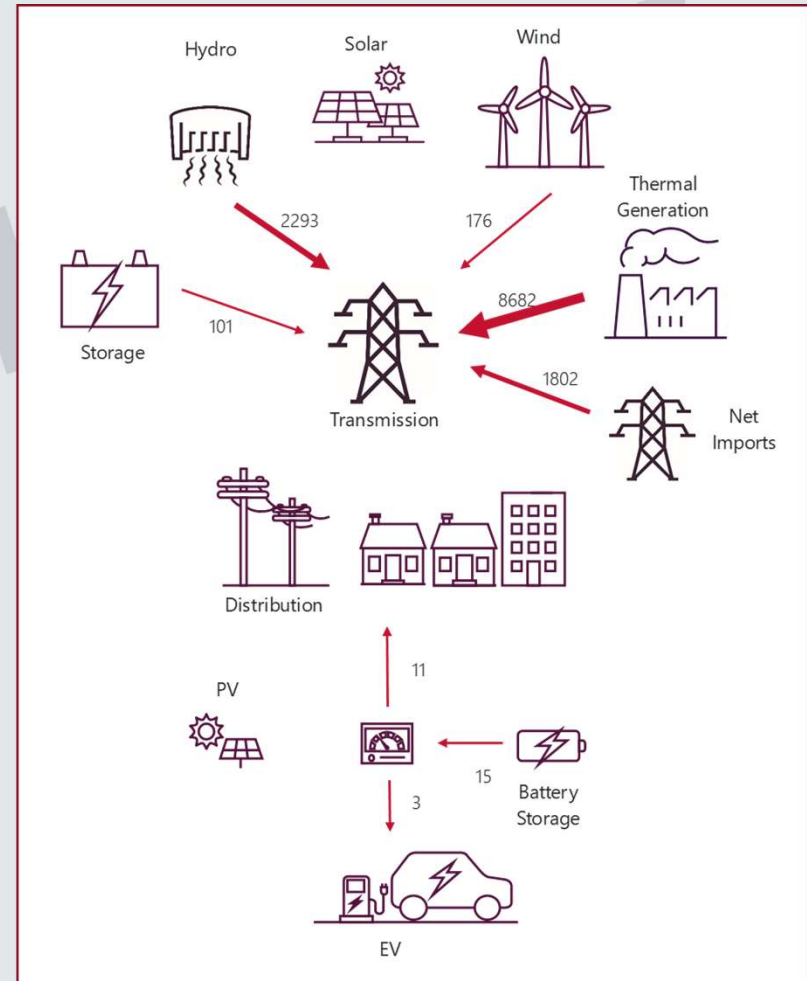 Hydro
Solar
Wind
Thermal
Generation
2293
176
8682
101
1802
Storage
Transmission
Net
Imports
Distribution
11
PV
15
3
Battery
Storage
EV